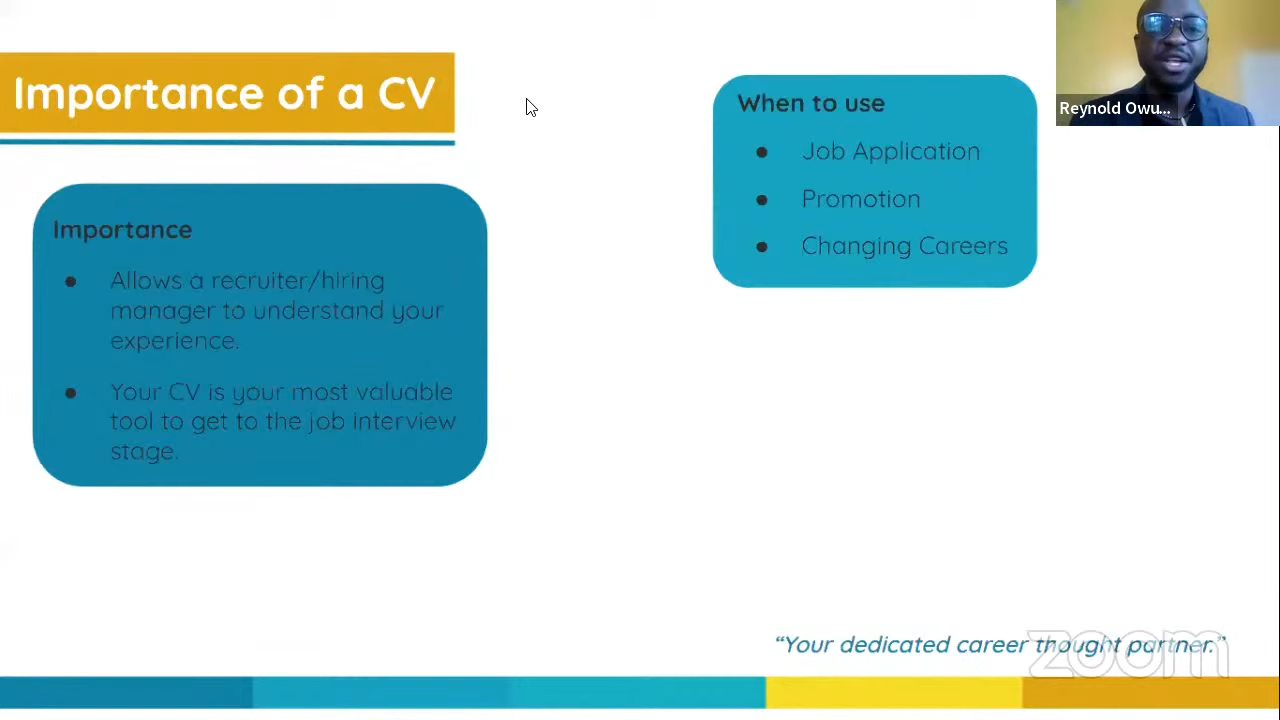 Importance of a CV
Importance
● Allows a recruiter/hiring
manager to understand your
experience.
● Your CV is your most valuable
tool to get to the job interview
stage.
When to use
● Job Application
● Promotion
● Changing Careers
Reynold Owu...
“Your dedicated career thought partner.”
zoom